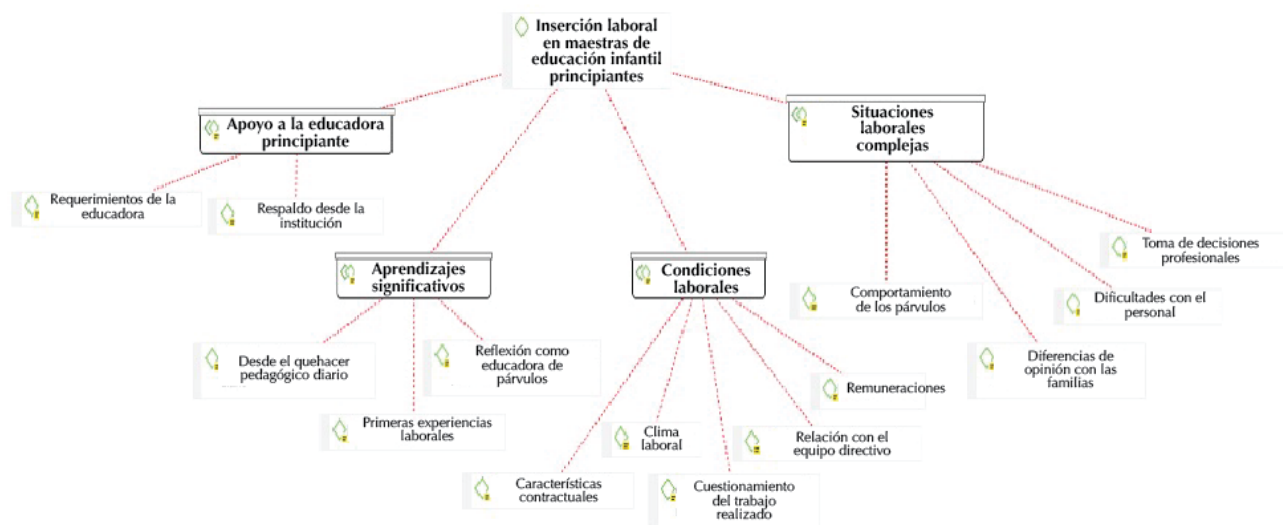 Inserción laboral
en maestras de
educación infantil
principiantes
Apoyo a la educadora
principiante
Situaciones
laborales
complejas
Requerimientos de la
educadora
Respaldo desde la
institución
Aprendizajes
significativos
Condiciones
laborales
Toma de decisiones
profesionales
Comportamiento
de los párvulos
Dificultades con el
personal
Desde el quehacer
pedagógico diario
Reflexión como
educadora de
párvulos
Diferencias de
opinión con las
familias
Remuneraciones
Primeras experiencias
laborales
Clima
laboral
Relación con el
equipo directivo
Características
contractuales
Cuestionamiento
del trabajo
realizado